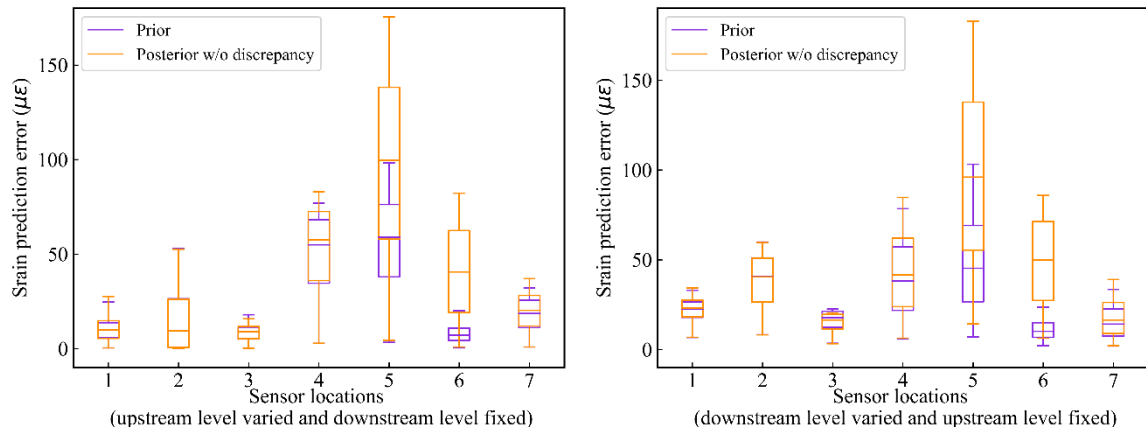 Prior
Posterior w/o discrepancy
Srain prediction error (με)
150
100
50
0
1 2 3 4 5 6 7
Sensor locations
(upstream level varied and downstream level fixed)
Prior
Posterior w/o discrepancy
Srain prediction error (με)
150
100
50
0
1 2 3 4 5 6 7
Sensor locations
(downstream level varied and upstream level fixed)